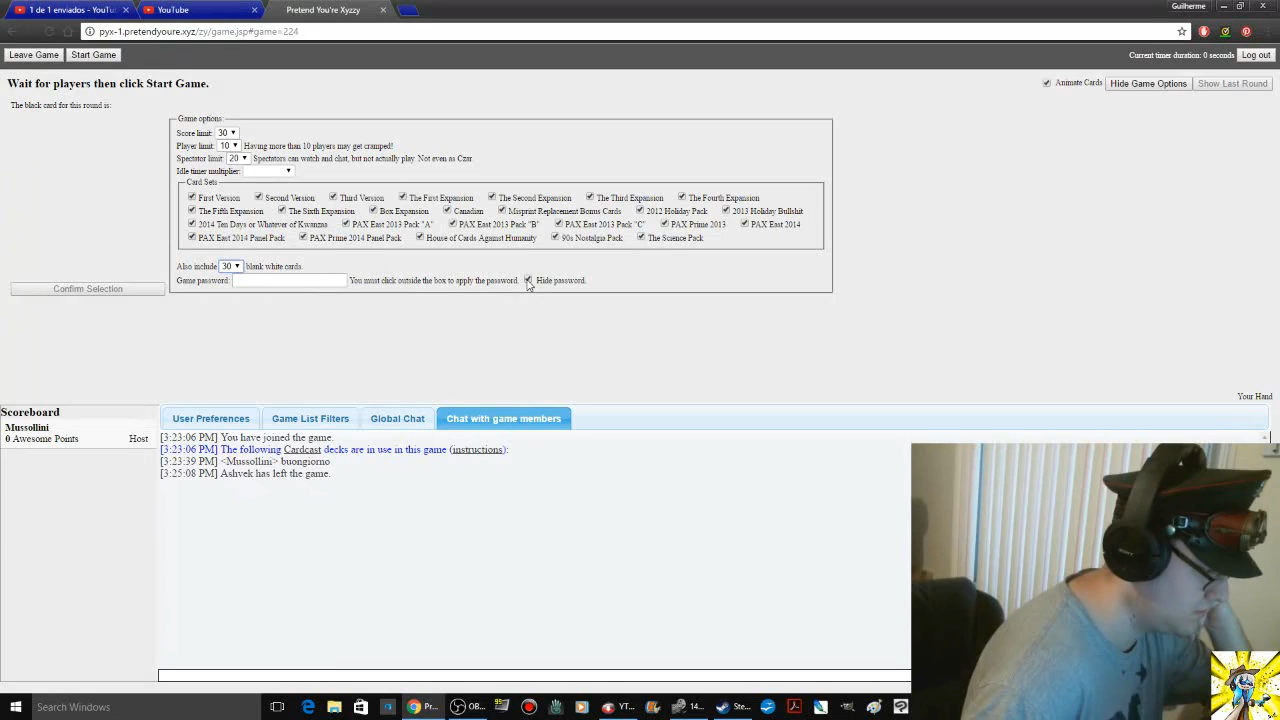 1 de 1 enviados - YouTu
YouTube
Pretend You're Xyzzy
Guilherme
pyx-1.pretendyoure.xyz/zy/game.jsp#game=224
Leave Game
Start Game
Current timer duration: 0 seconds
Log out
Wait for players then click Start Game.
Animate Cards
Hide Game Options
Show Last Round
The black card for this round is:
Game options:
Score limit: 30
Player limit: 10 Having more than 10 players may get cramped!
Spectator limit: 20 Spectators can watch and chat, but not actually play. Not even as Czar.
Idle timer multiplier:
Card Sets
First Version Second Version Third Version The First Expansion The Second Expansion The Third Expansion The Fourth Expansion
The Fifth Expansion The Sixth Expansion Box Expansion Canadian Misprint Replacement Bonus Cards 2012 Holiday Pack 2013 Holiday Bullshit
2014 Ten Days or Whatever of Kwanzaa PAX East 2013 Pack "A" PAX East 2013 Pack "B" PAX East 2013 Pack "C" PAX Prime 2013 PAX East 2014
PAX East 2014 Panel Pack PAX Prime 2014 Panel Pack House of Cards Against Humanity 90s Nostalgia Pack The Science Pack
Also include 30 blank white cards.
Game password: You must click outside the box to apply the password. Hide password.
Confirm Selection
Your Hand
Scoreboard
Mussollini
0 Awesome Points Host
User Preferences
Game List Filters
Global Chat
Chat with game members
[3:23:06 PM] You have joined the game.
[3:23:06 PM] The following Cardcast decks are in use in this game (instructions):
[3:23:39 PM] <Mussollini> buongiorno
[3:25:08 PM] Ashvek has left the game.
SONY
Search Windows
Pr...
OB...
YT...
14...
Ste...